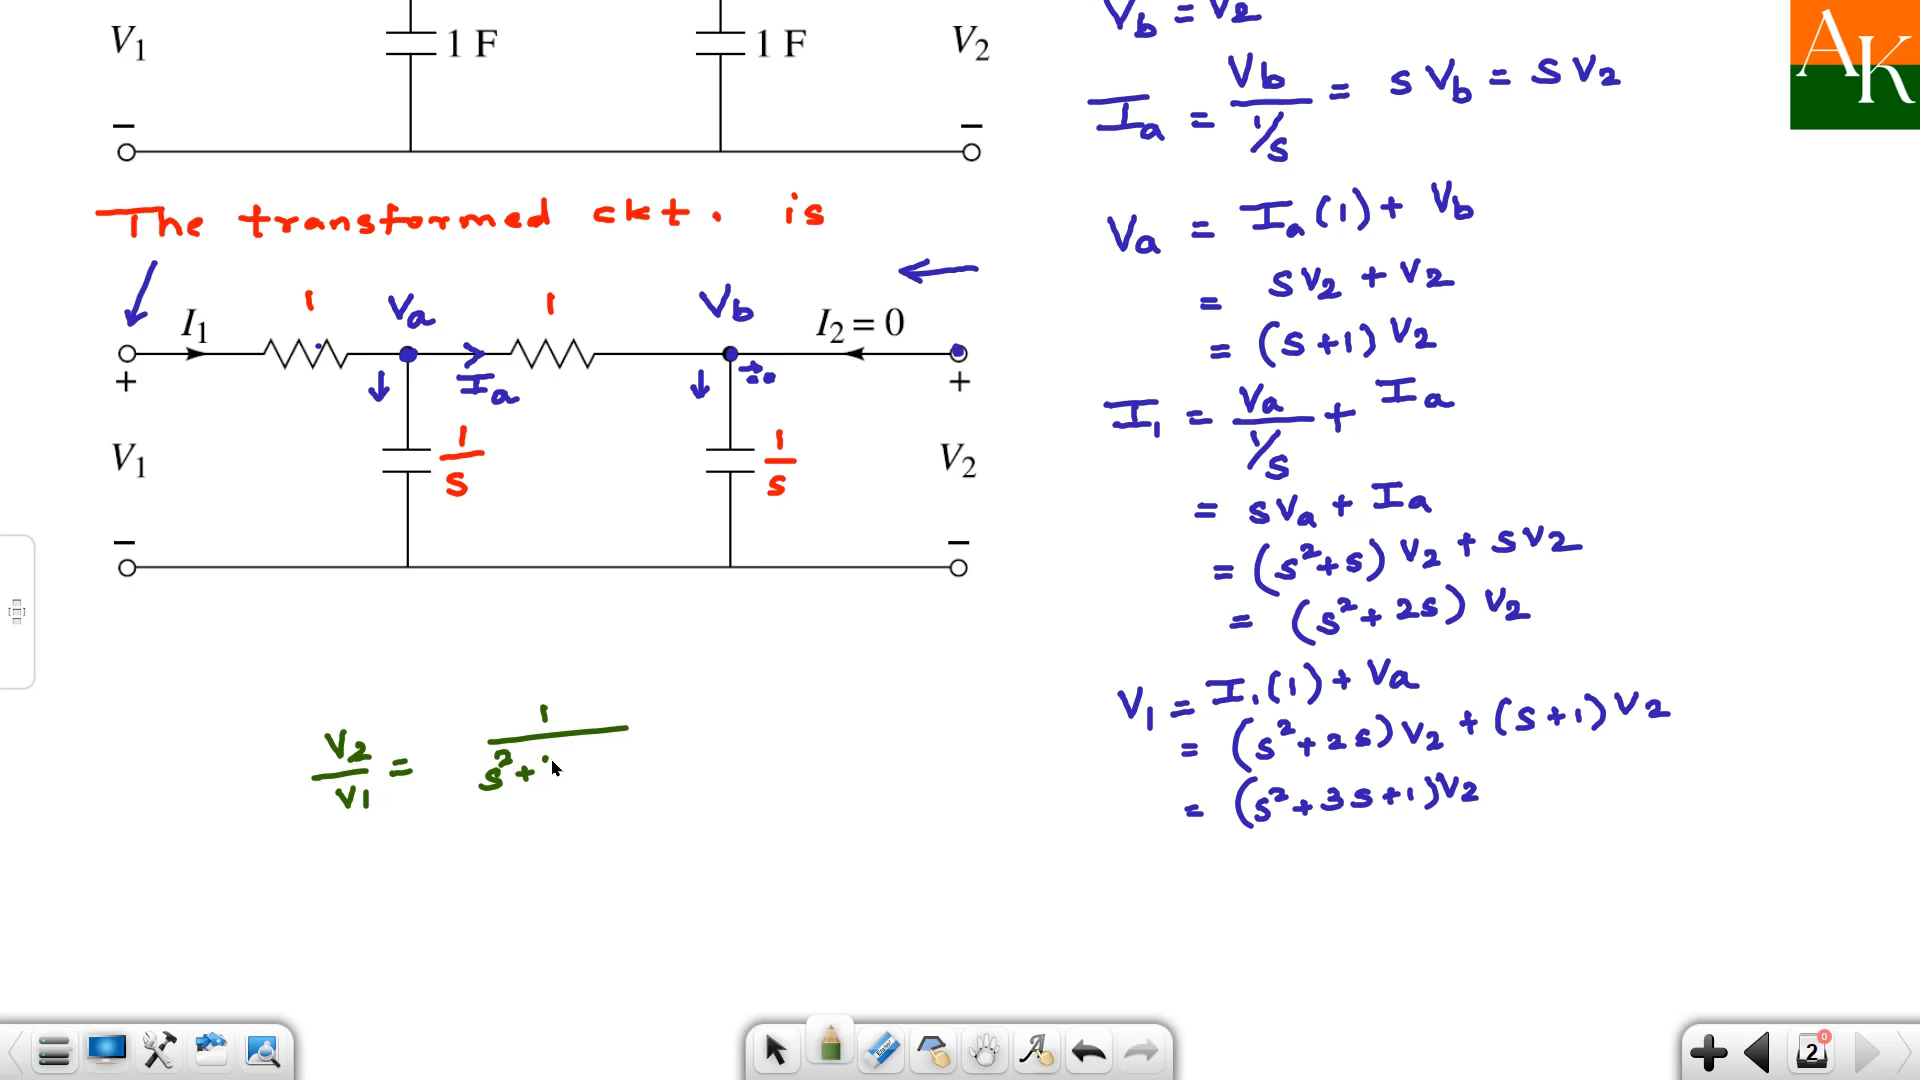 V1 1 F 1 F V2
− −
The transformed ckt. is
I1 1 Va 1 Vb I2 = 0
+ Ia +
V1 1/s 1/s V2
− −
V2/V1 = 1/s²+
Vb = V2
Ia = Vb/1/s = sVb = sV2
Va = Ia(1) + Vb
= sV2 + V2
= (s+1) V2
I1 = Va/1/s + Ia
= sVa + Ia
= (s²+s) V2 + sV2
= (s²+2s) V2
V1 = I1(1) + Va
= (s²+2s)V2 + (s+1)V2
= (s²+3s+1)V2
AK
Eraser
A
2
0